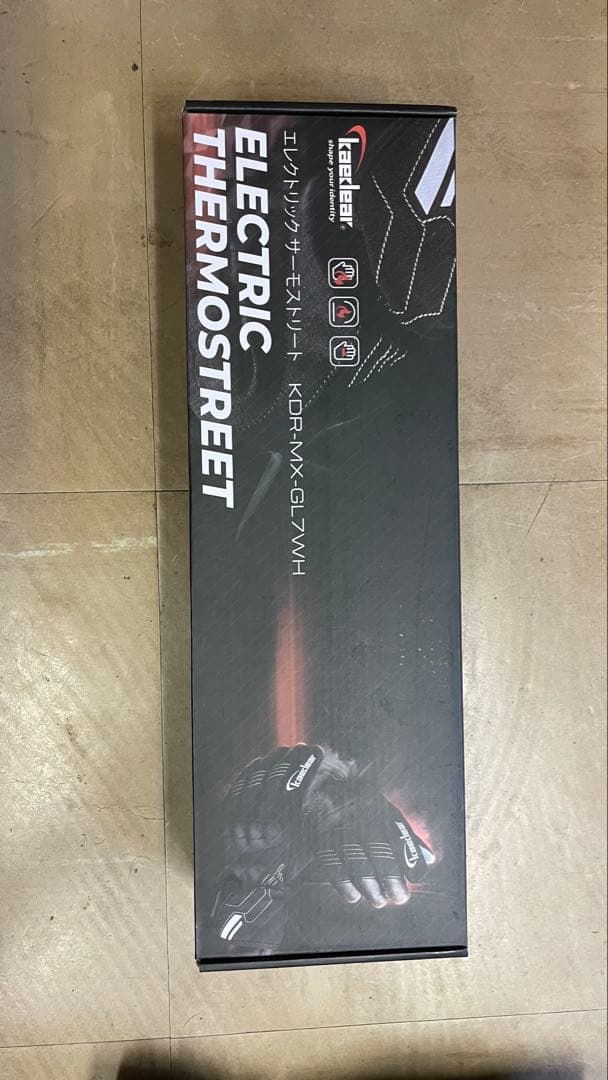 kaedear®
shape your identity
エレクトリック サーモストリート KDR-MX-GL7WH
ELECTRIC
THERMOSTREET
kaedear
kaedear